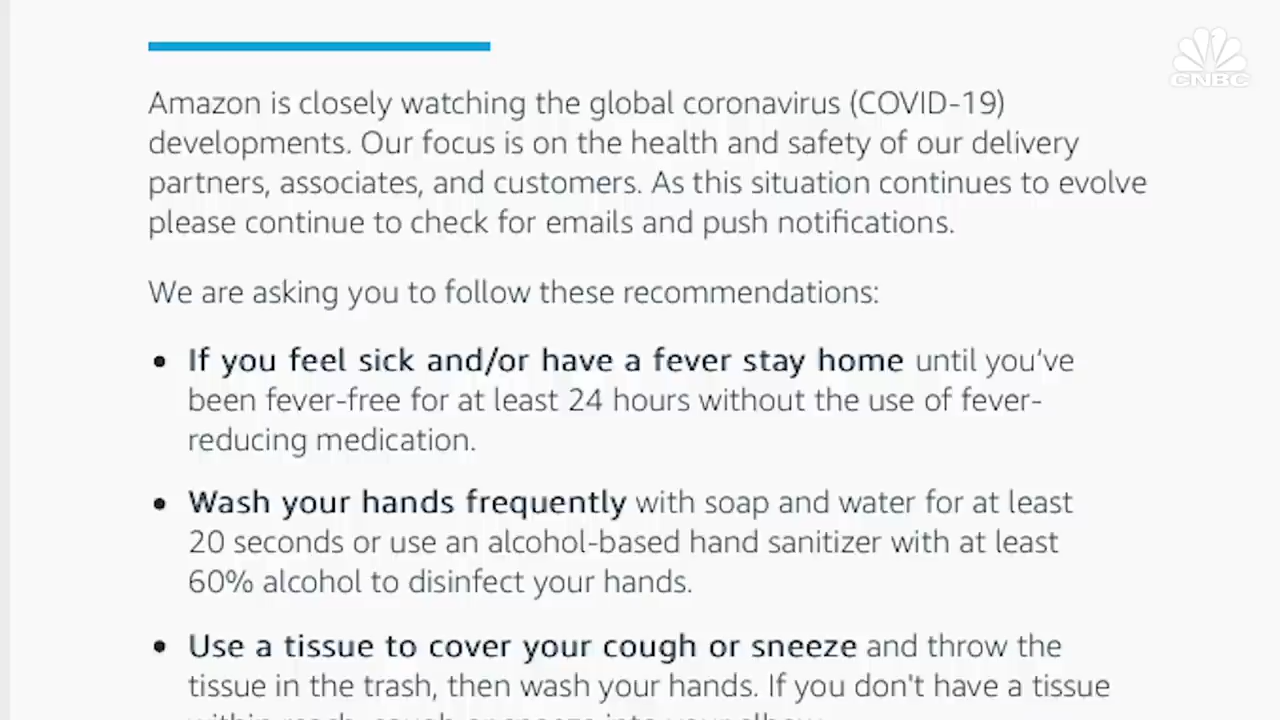 CNBC
Amazon is closely watching the global coronavirus (COVID-19)
developments. Our focus is on the health and safety of our delivery
partners, associates, and customers. As this situation continues to evolve
please continue to check for emails and push notifications.
We are asking you to follow these recommendations:
• If you feel sick and/or have a fever stay home until you’ve
been fever-free for at least 24 hours without the use of fever-
reducing medication.
• Wash your hands frequently with soap and water for at least
20 seconds or use an alcohol-based hand sanitizer with at least
60% alcohol to disinfect your hands.
• Use a tissue to cover your cough or sneeze and throw the
tissue in the trash, then wash your hands. If you don't have a tissue